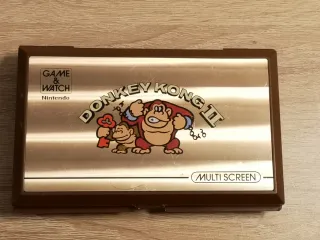 GAME
&
WATCH
Nintendo
DONKEY KONG II
MULTI SCREEN